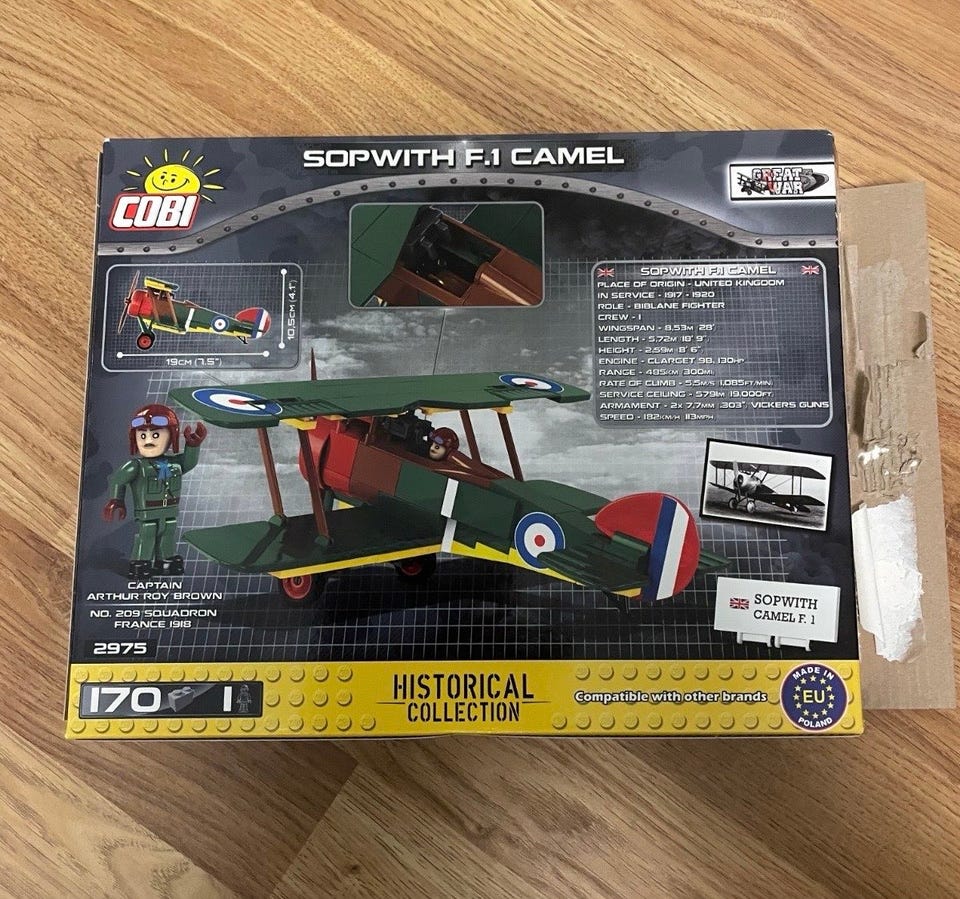 SOPWITH F.1 CAMEL
COBI
GREAT WAR
SOPWITH F.1 CAMEL
PLACE OF ORIGIN - UNITED KINGDOM
IN SERVICE - 1917 - 1920
ROLE - BIBLANE FIGHTER
CREW - 1
WINGSPAN - 8,53M 28'
LENGTH - 5,72M 18' 9"
HEIGHT - 2,59M 8' 6"
ENGINE - CLARGET 9B, 130HP
RANGE - 485KM (300MI)
RATE OF CLIMB - 5,5M/S 1,085FT/MIN.
SERVICE CEILING - 5791M 19,000FT.
ARMAMENT - 2x 7.7MM .303", VICKERS GUNS
SPEED - 182KM/H 113MPH
10,5CM (4.1")
19CM (7.5")
CAPTAIN
ARTHUR ROY BROWN
NO. 209 SQUADRON
FRANCE 1918
SOPWITH
CAMEL F. 1
2975
170 1
HISTORICAL
COLLECTION
Compatible with other brands
MADE IN
EU
POLAND